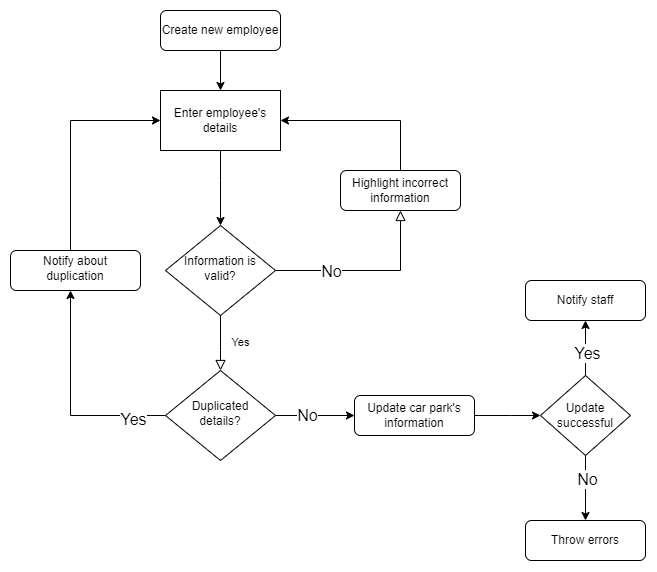 Create new employee
Enter employee's
details
Highlight incorrect
information
Notify about
duplication
Information is
valid?
No
Yes
Notify staff
Yes
Duplicated
details?
Yes
No
Update car park's
information
Update
successful
No
Throw errors